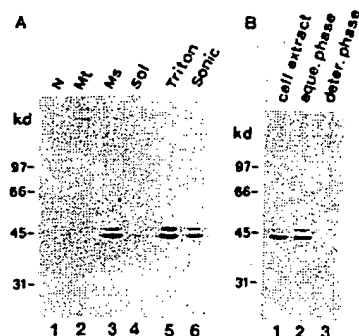 A
N Mt Ms Sol Triton Sonic
kd
97-
66-
45-
31-
1 2 3 4 5 6
B
cell extract aque. phase deter. phase
kd
97-
66-
45-
31-
1 2 3